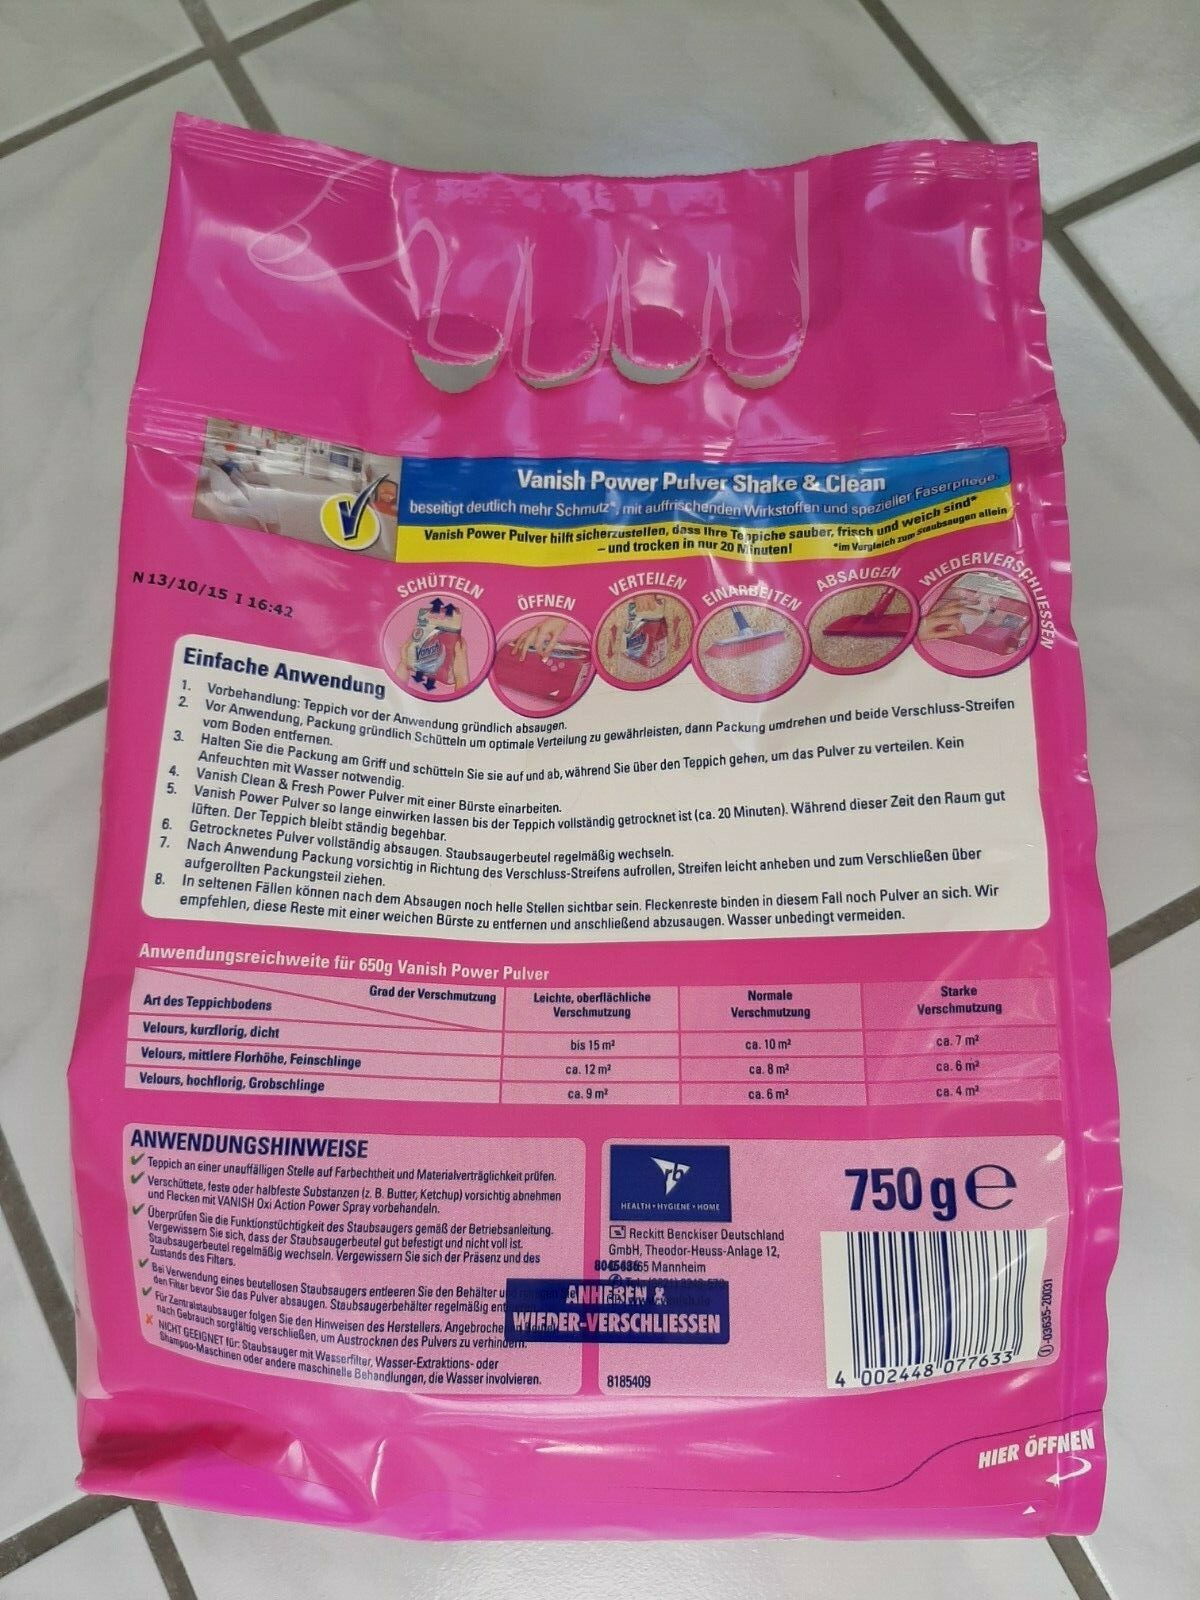 Vanish Power Pulver Shake & Clean
beseitigt deutlich mehr Schmutz*, mit auffrischenden Wirkstoffen und spezieller Faserpflege.
Vanish Power Pulver hilft sicherzustellen, dass Ihre Teppiche sauber, frisch und weich sind*
– und trocken in nur 20 Minuten!
*im Vergleich zum Staubsaugen allein
N 13/10/15 I 16:42
SCHÜTTELN
ÖFFNEN
VERTEILEN
EINARBEITEN
ABSAUGEN
WIEDERVERSCHLIESSEN
Vanish
Einfache Anwendung
1. Vorbehandlung: Teppich vor der Anwendung gründlich absaugen.
2. Vor Anwendung, Packung gründlich Schütteln um optimale Verteilung zu gewährleisten, dann Packung umdrehen und beide Verschluss-Streifen
vom Boden entfernen.
3. Halten Sie die Packung am Griff und schütteln Sie sie auf und ab, während Sie über den Teppich gehen, um das Pulver zu verteilen. Kein
Anfeuchten mit Wasser notwendig.
4. Vanish Clean & Fresh Power Pulver mit einer Bürste einarbeiten.
5. Vanish Power Pulver so lange einwirken lassen bis der Teppich vollständig getrocknet ist (ca. 20 Minuten). Während dieser Zeit den Raum gut
lüften. Der Teppich bleibt ständig begehbar.
6. Getrocknetes Pulver vollständig absaugen. Staubsaugerbeutel regelmäßig wechseln.
7. Nach Anwendung Packung vorsichtig in Richtung des Verschluss-Streifens aufrollen, Streifen leicht anheben und zum Verschließen über
aufgerollten Packungsteil ziehen.
8. In seltenen Fällen können nach dem Absaugen noch helle Stellen sichtbar sein. Fleckenreste binden in diesem Fall noch Pulver an sich. Wir
empfehlen, diese Reste mit einer weichen Bürste zu entfernen und anschließend abzusaugen. Wasser unbedingt vermeiden.
Anwendungsreichweite für 650g Vanish Power Pulver
Grad der Verschmutzung
Art des Teppichbodens
Leichte, oberflächliche
Verschmutzung
Normale
Verschmutzung
Starke
Verschmutzung
Velours, kurzflorig, dicht bis 15 m² ca. 10 m² ca. 7 m²
Velours, mittlere Florhöhe, Feinschlinge ca. 12 m² ca. 8 m² ca. 6 m²
Velours, hochflorig, Grobschlinge ca. 9 m² ca. 6 m² ca. 4 m²
ANWENDUNGSHINWEISE
Teppich an einer unauffälligen Stelle auf Farbechtheit und Materialverträglichkeit prüfen.
Verschüttete, feste oder halbfeste Substanzen (z. B. Butter, Ketchup) vorsichtig abnehmen
und Flecken mit VANISH Oxi Action Power Spray vorbehandeln.
Überprüfen Sie die Funktionstüchtigkeit des Staubsaugers gemäß der Betriebsanleitung.
Vergewissern Sie sich, dass der Staubsaugerbeutel gut befestigt und nicht voll ist.
Staubsaugerbeutel regelmäßig wechseln. Vergewissern Sie sich der Präsenz und des
Zustands des Filters.
Bei Verwendung eines beutellosen Staubsaugers entleeren Sie den Behälter und reinigen Sie
den Filter bevor Sie das Pulver absaugen. Staubsaugerbehälter regelmäßig entleeren.
Für Zentralstaubsauger folgen Sie den Hinweisen des Herstellers. Angebrochenen Beutel
nach Gebrauch sorgfältig verschließen, um Austrocknen des Pulvers zu verhindern.
NICHT GEEIGNET für: Staubsauger mit Wasserfilter, Wasser-Extraktions- oder
Shampoo-Maschinen oder andere maschinelle Behandlungen, die Wasser involvieren.
rb
HEALTH • HYGIENE • HOME
Reckitt Benckiser Deutschland
GmbH, Theodor-Heuss-Anlage 12,
Mannheim
ANHEBEN &
WIEDER-VERSCHLIESSEN
8185409
750 g e
4 002448 077633
03635-20031
HIER ÖFFNEN